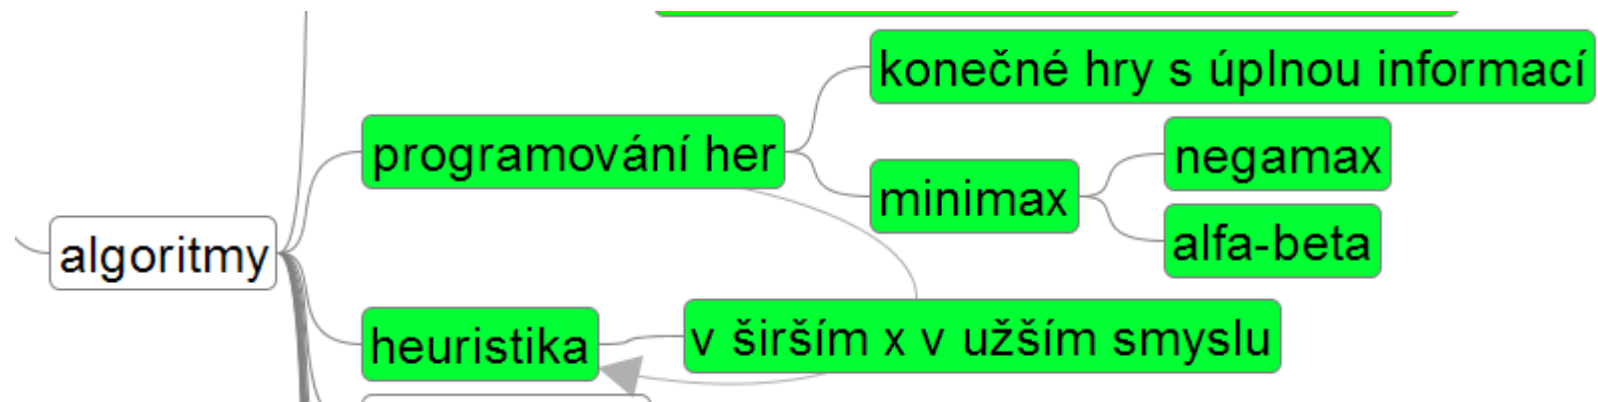 konečné hry s úplnou informací
programování her
negamax
minimax
alfa-beta
algoritmy
heuristika
v širším x v užším smyslu